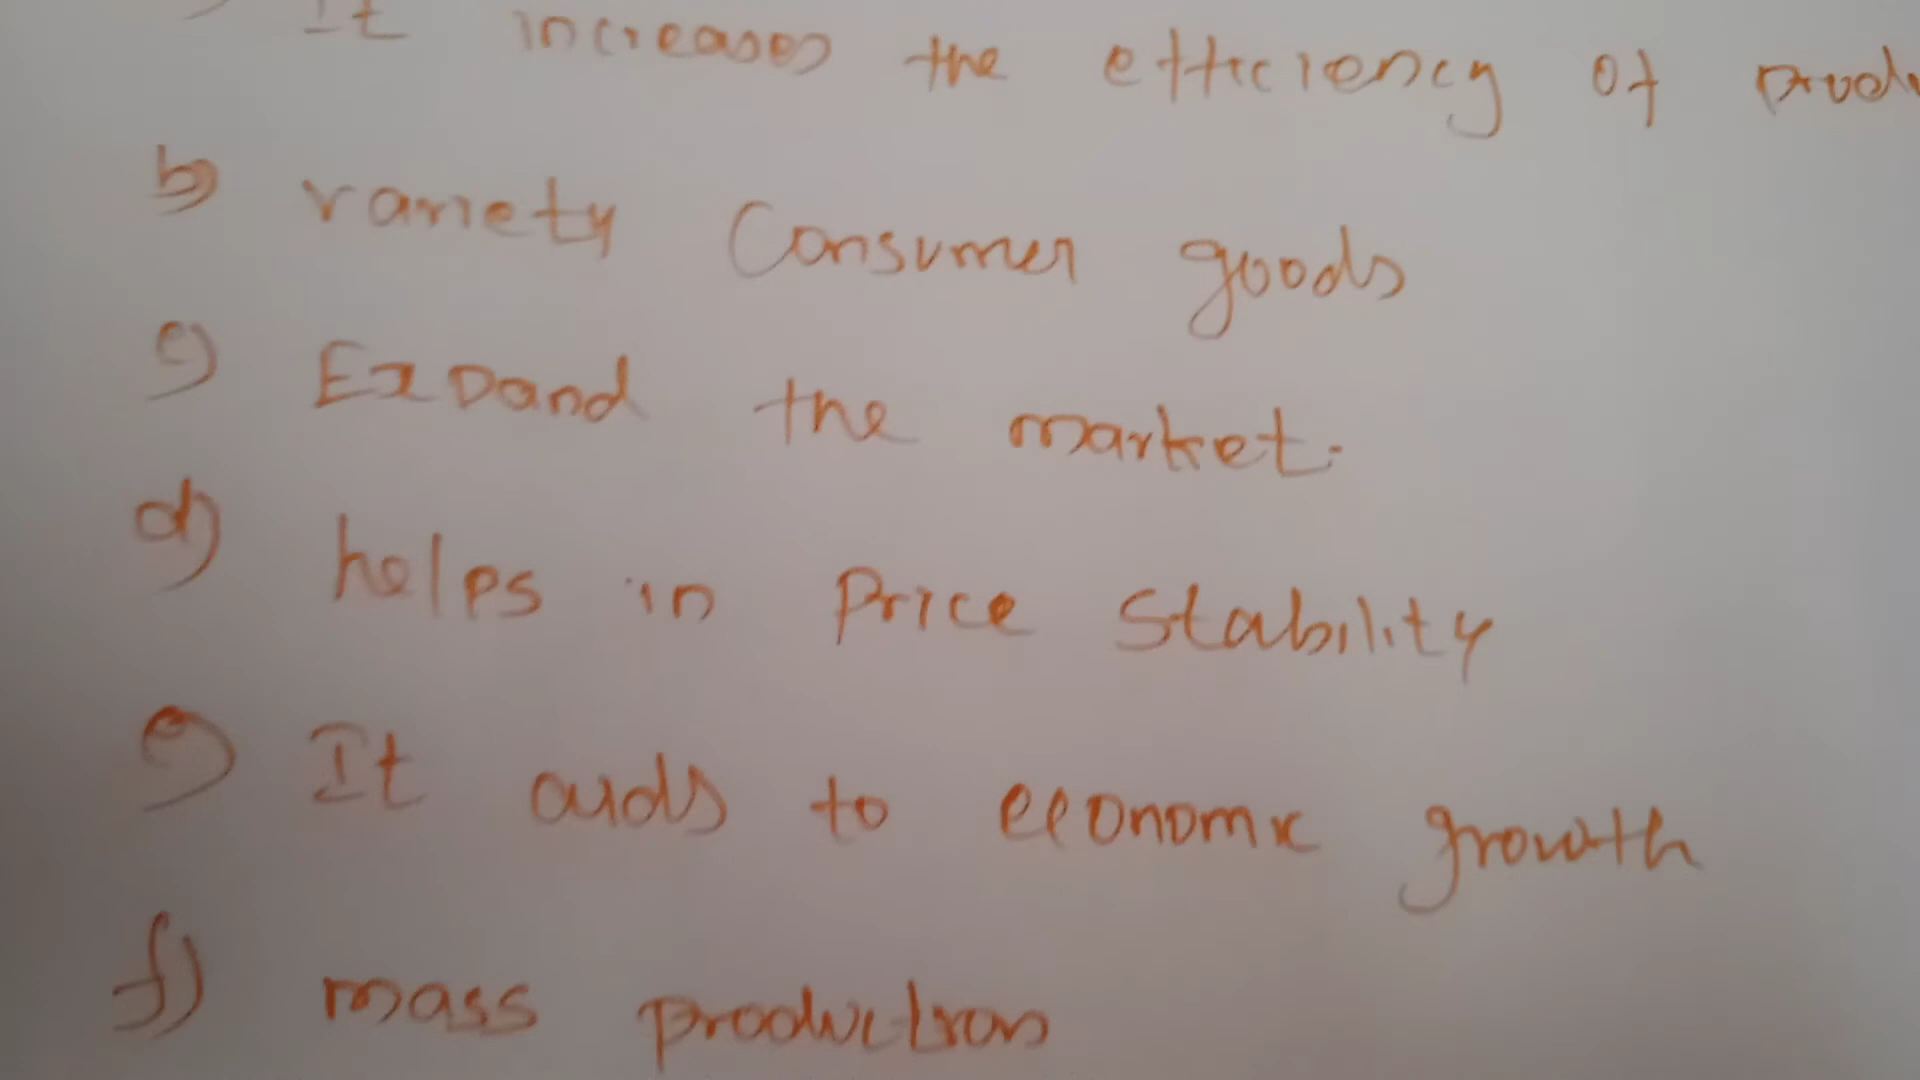 It increases the efficiency of
b) variety Consumer goods
c) Expand the market.
d) helps in Price Stability
e) It aids to economic growth
f) mass production